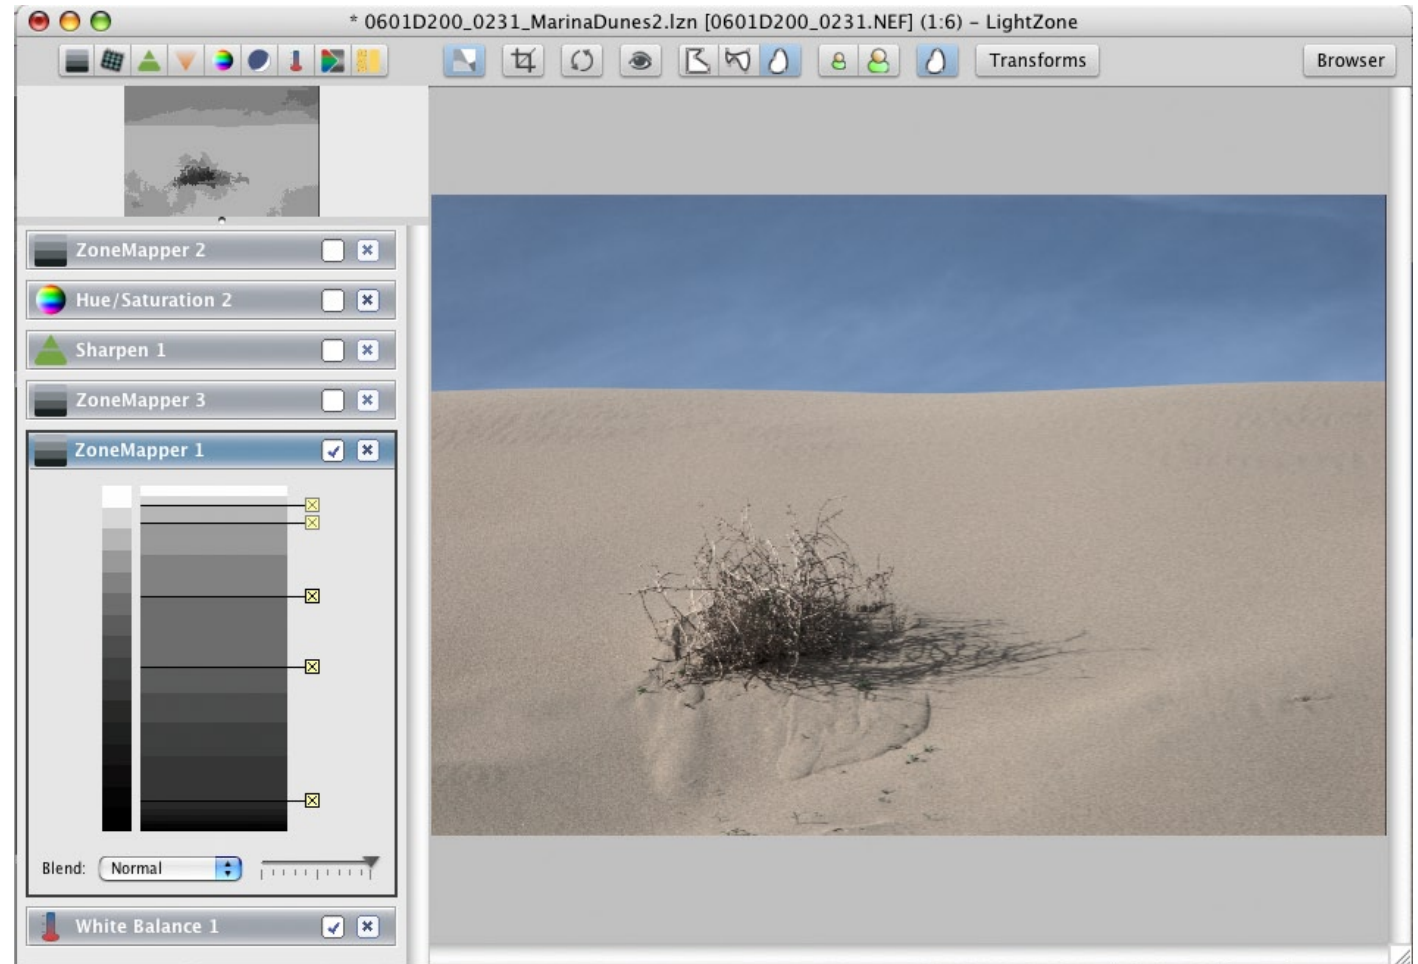 * 0601D200_0231_MarinaDunes2.lzn [0601D200_0231.NEF] (1:6) – LightZone
Transforms
Browser
ZoneMapper 2
Hue/Saturation 2
Sharpen 1
ZoneMapper 3
ZoneMapper 1
Blend: Normal
White Balance 1